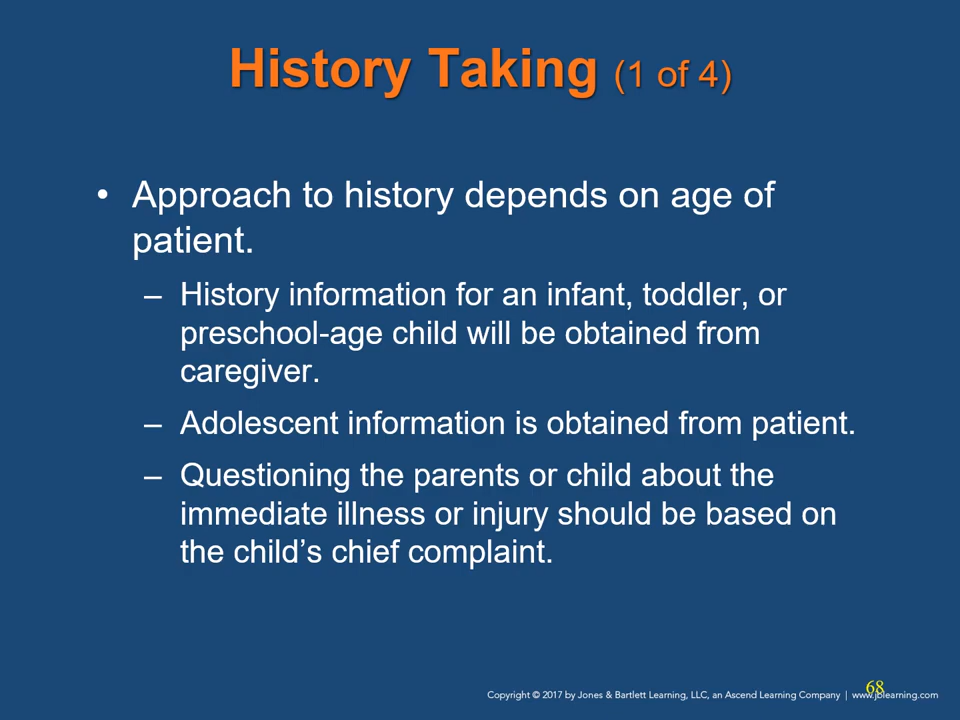 History Taking (1 of 4)
• Approach to history depends on age of
patient.
– History information for an infant, toddler, or
preschool-age child will be obtained from
caregiver.
– Adolescent information is obtained from patient.
– Questioning the parents or child about the
immediate illness or injury should be based on
the child’s chief complaint.
68
Copyright © 2017 by Jones & Bartlett Learning, LLC, an Ascend Learning Company | www.jblearning.com